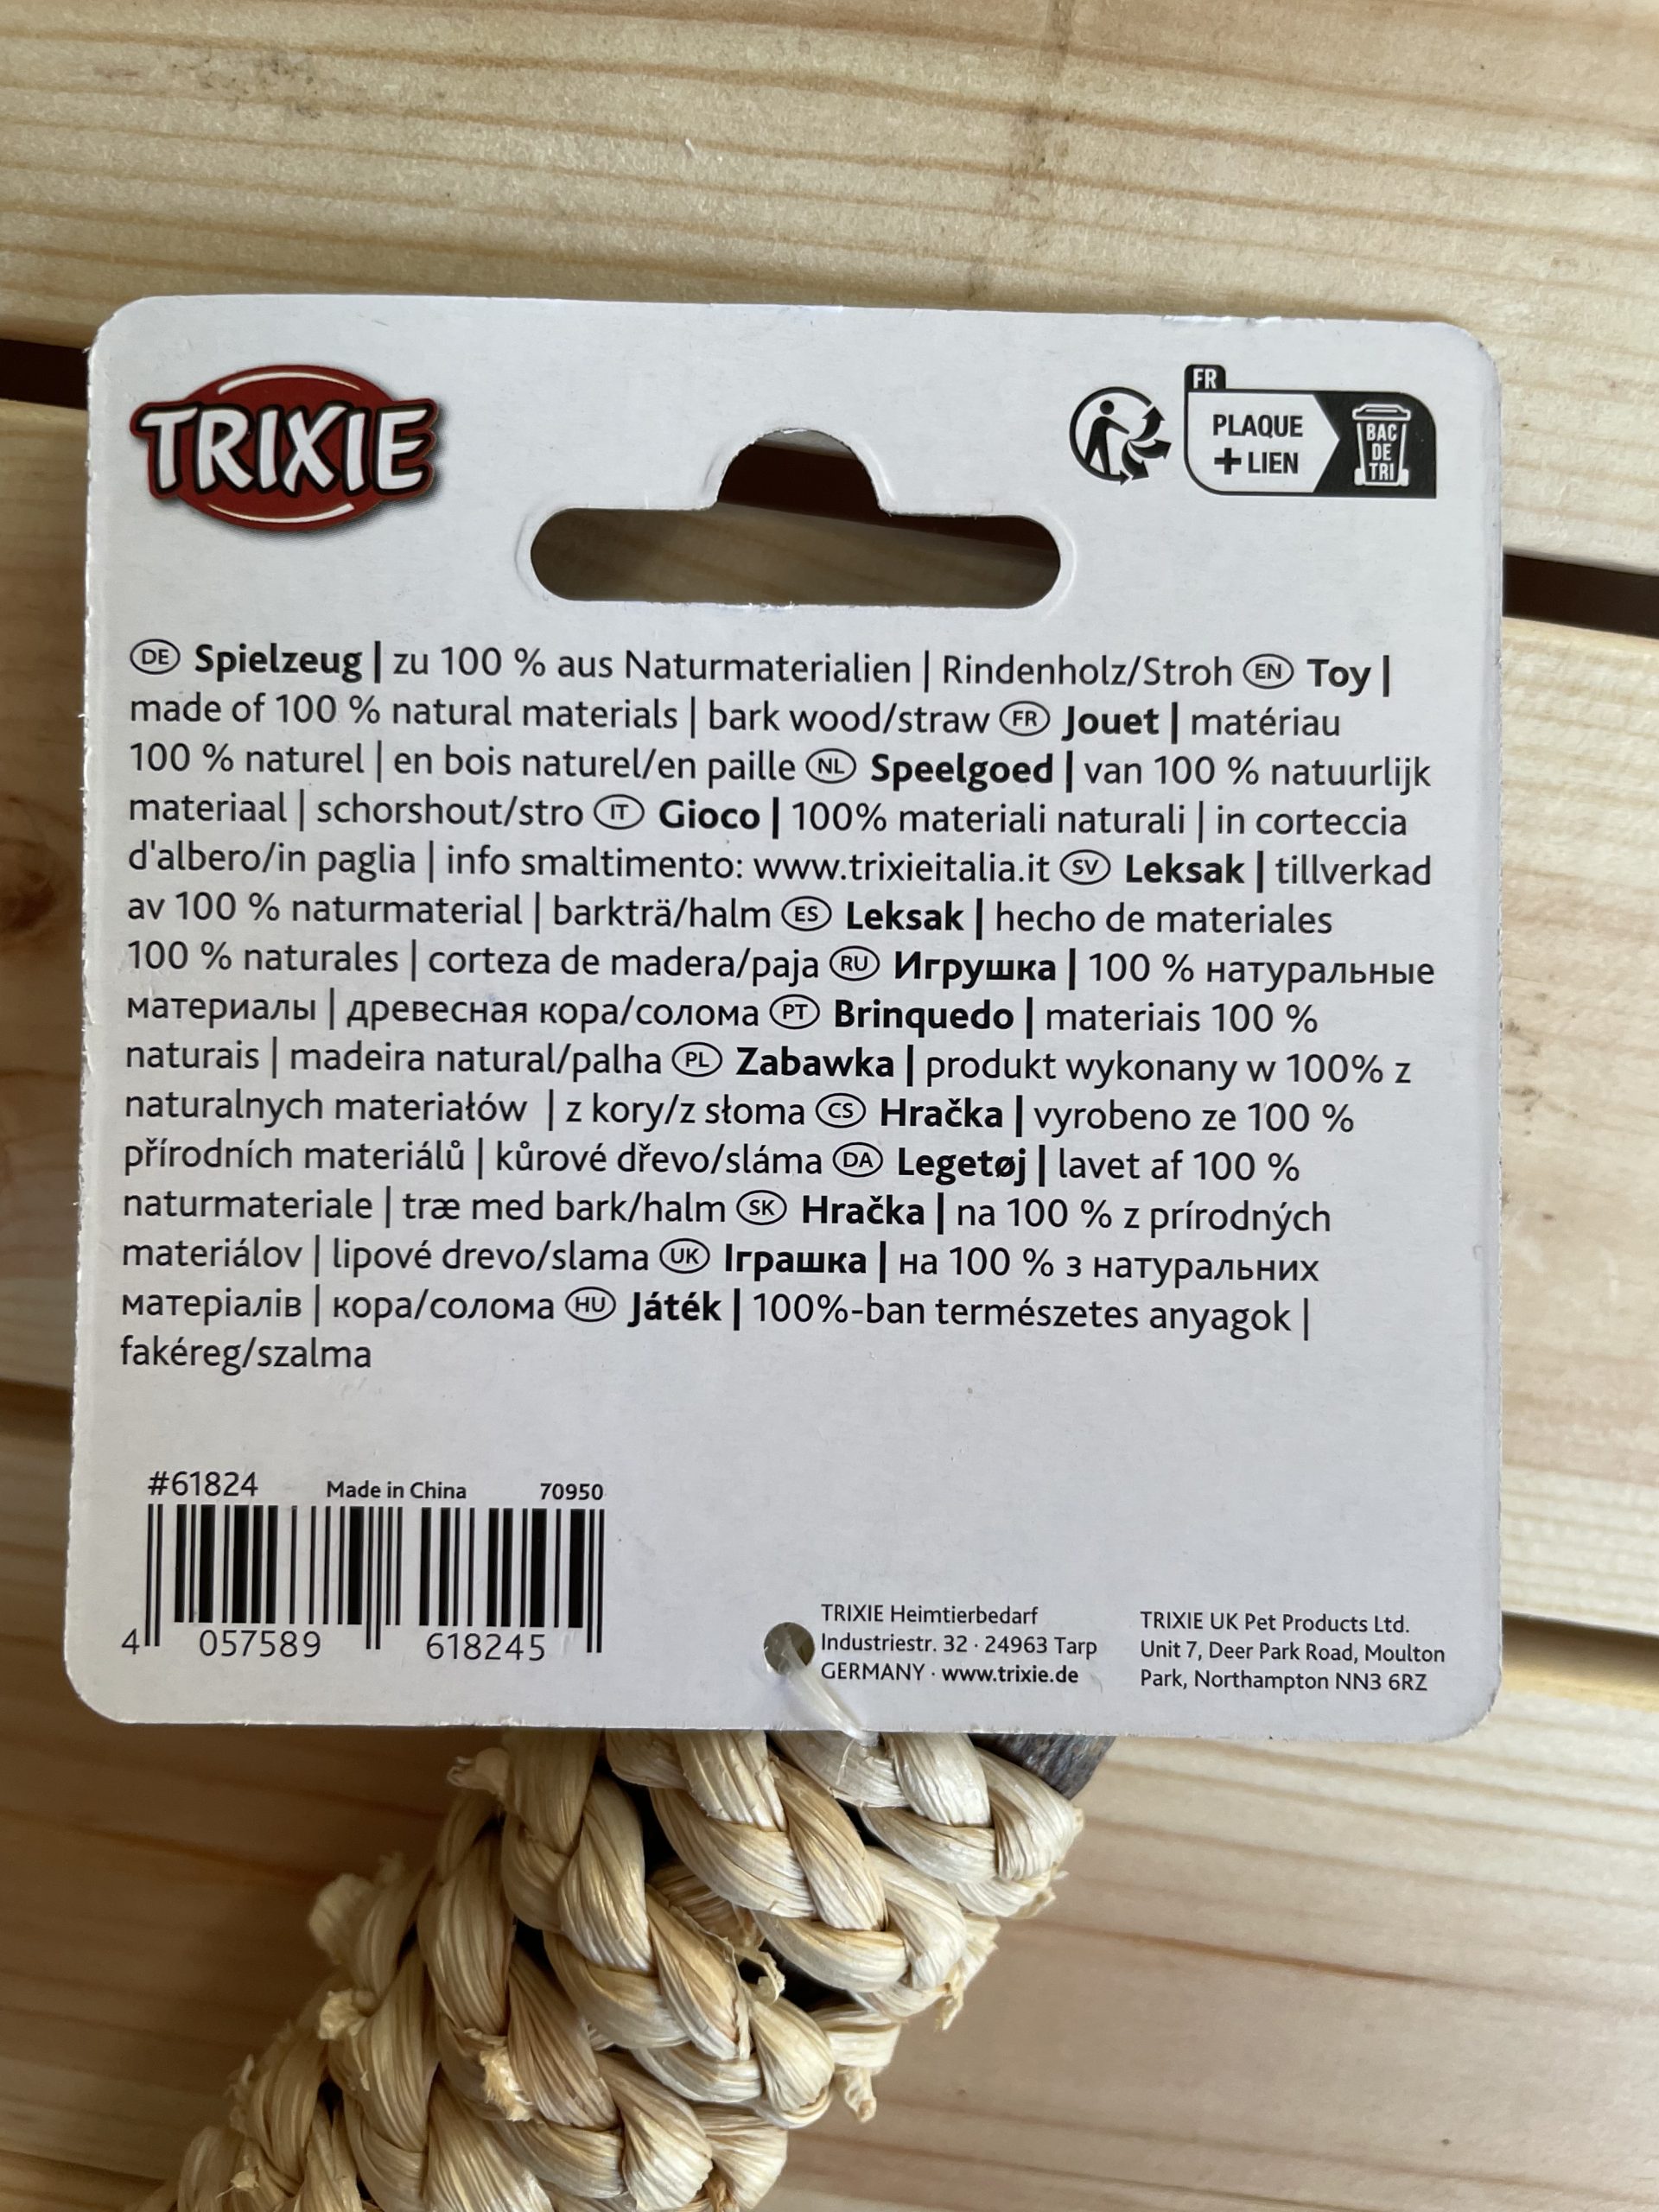 TRIXIE
FR
PLAQUE
+ LIEN
BAC
DE
TRI
DE Spielzeug | zu 100 % aus Naturmaterialien | Rindenholz/Stroh EN Toy |
made of 100 % natural materials | bark wood/straw FR Jouet | matériau
100 % naturel | en bois naturel/en paille NL Speelgoed | van 100 % natuurlijk
materiaal | schorshout/stro IT Gioco | 100% materiali naturali | in corteccia
d'albero/in paglia | info smaltimento: www.trixieitalia.it SV Leksak | tillverkad
av 100 % naturmaterial | barkträ/halm ES Leksak | hecho de materiales
100 % naturales | corteza de madera/paja RU Игрушка | 100 % натуральные
материалы | древесная кора/солома PT Brinquedo | materiais 100 %
naturais | madeira natural/palha PL Zabawka | produkt wykonany w 100% z
naturalnych materiałów | z kory/z słoma CS Hračka | vyrobeno ze 100 %
přírodních materiálů | kůrové dřevo/sláma DA Legetøj | lavet af 100 %
naturmateriale | træ med bark/halm SK Hračka | na 100 % z prírodných
materiálov | lipové drevo/slama UK Іграшка | на 100 % з натуральних
матеріалів | кора/солома HU Játék | 100%-ban természetes anyagok |
fakéreg/szalma
#61824 Made in China 70950
4 057589 618245
TRIXIE Heimtierbedarf
Industriestr. 32 · 24963 Tarp
GERMANY · www.trixie.de
TRIXIE UK Pet Products Ltd.
Unit 7, Deer Park Road, Moulton
Park, Northampton NN3 6RZ